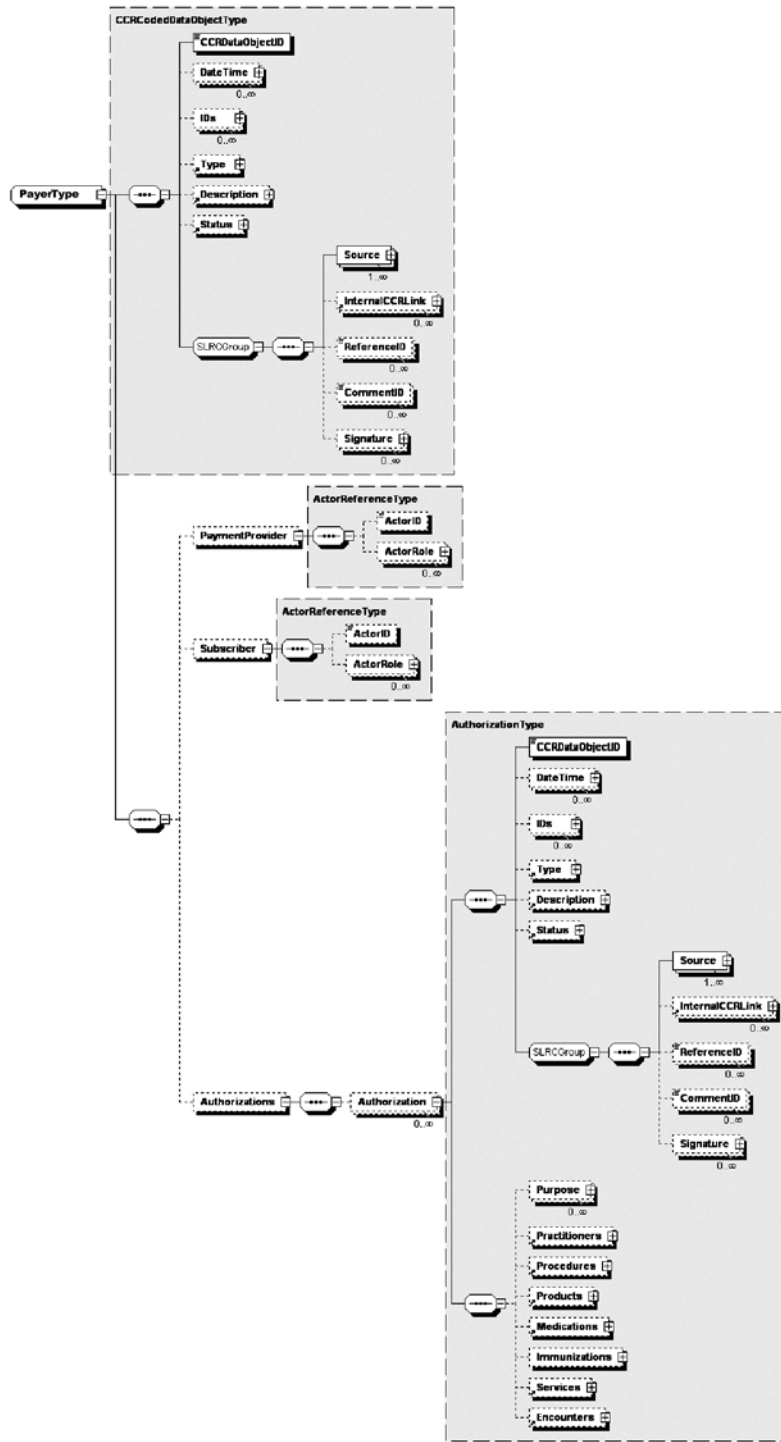 CCRCodedDataObjectType
CCRDataObjectID
DateTime
0..∞
IDs
0..∞
Type
PayerType
Description
Status
Source
1..∞
InternalCCRLink
0..∞
SLRCGroup
ReferenceID
0..∞
CommentID
0..∞
Signature
0..∞
ActorReferenceType
ActorID
PaymentProvider
ActorRole
0..∞
ActorReferenceType
ActorID
Subscriber
ActorRole
0..∞
AuthorizationType
CCRDataObjectID
DateTime
0..∞
IDs
0..∞
Type
Description
Status
Source
1..∞
InternalCCRLink
0..∞
SLRCGroup
ReferenceID
0..∞
CommentID
0..∞
Authorizations
Authorization
0..∞
Signature
0..∞
Purpose
0..∞
Practitioners
Procedures
Products
Medications
Immunizations
Services
Encounters